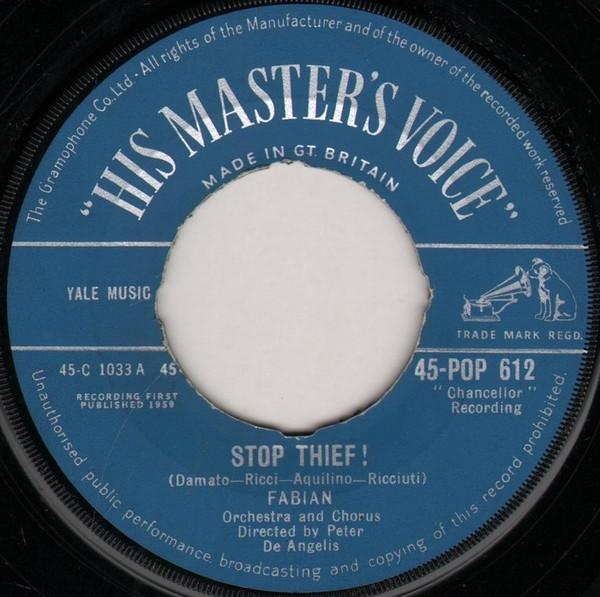 The Gramophone Co. Ltd · All rights of the Manufacturer and of the owner of the recorded work reserved
"HIS MASTER'S VOICE"
MADE IN GT. BRITAIN
YALE MUSIC
TRADE MARK REGD.
45-C 1033 A 45-
45-POP 612
RECORDING FIRST
PUBLISHED 1959
"Chancellor"
Recording
STOP THIEF!
(Damato—Ricci—Aquilino—Ricciuti)
FABIAN
Orchestra and Chorus
Directed by Peter
De Angelis
Unauthorised public performance, broadcasting and copying of this record prohibited.